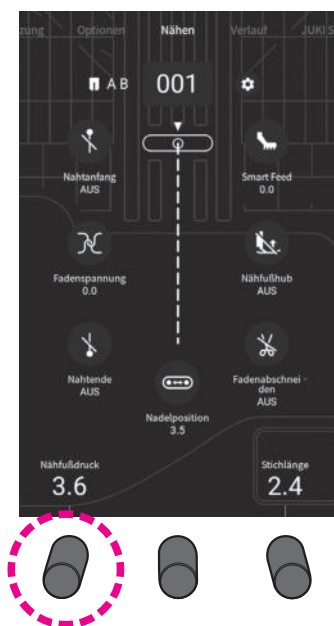 zung Optionen Nähen Verlauf JUKI S
A B 001
Nahtanfang
AUS
Smart Feed
0.0
Fadenspannung
0.0
Nähfußhub
AUS
Nahtende
AUS
Fadenabschnei -
den
AUS
Nadelposition
3.5
Nähfußdruck
3.6
Stichlänge
2.4